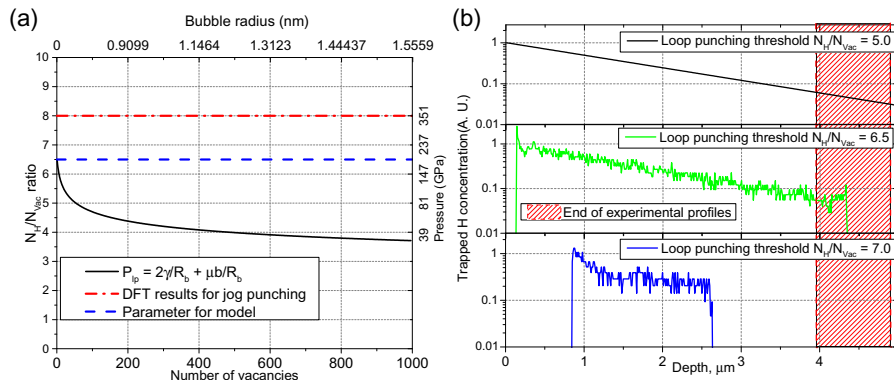 (a)
Bubble radius (nm)
0 0.9099 1.1464 1.3123 1.44437 1.5559
N_H/N_Vac ratio
10
9
8
7
6
5
4
3
2
1
0
351
237
147
81
39
Pressure (GPa)
P_lp = 2γ/R_b + μb/R_b
DFT results for jog punching
Parameter for model
0 200 400 600 800 1000
Number of vacancies
(b)
Trapped H concentration(A. U.)
1
0.1
0.01
Loop punching threshold N_H/N_Vac = 5.0
1
0.1
0.01
Loop punching threshold N_H/N_Vac = 6.5
End of experimental profiles
1
0.1
0.01
Loop punching threshold N_H/N_Vac = 7.0
0 1 2 3 4
Depth, μm